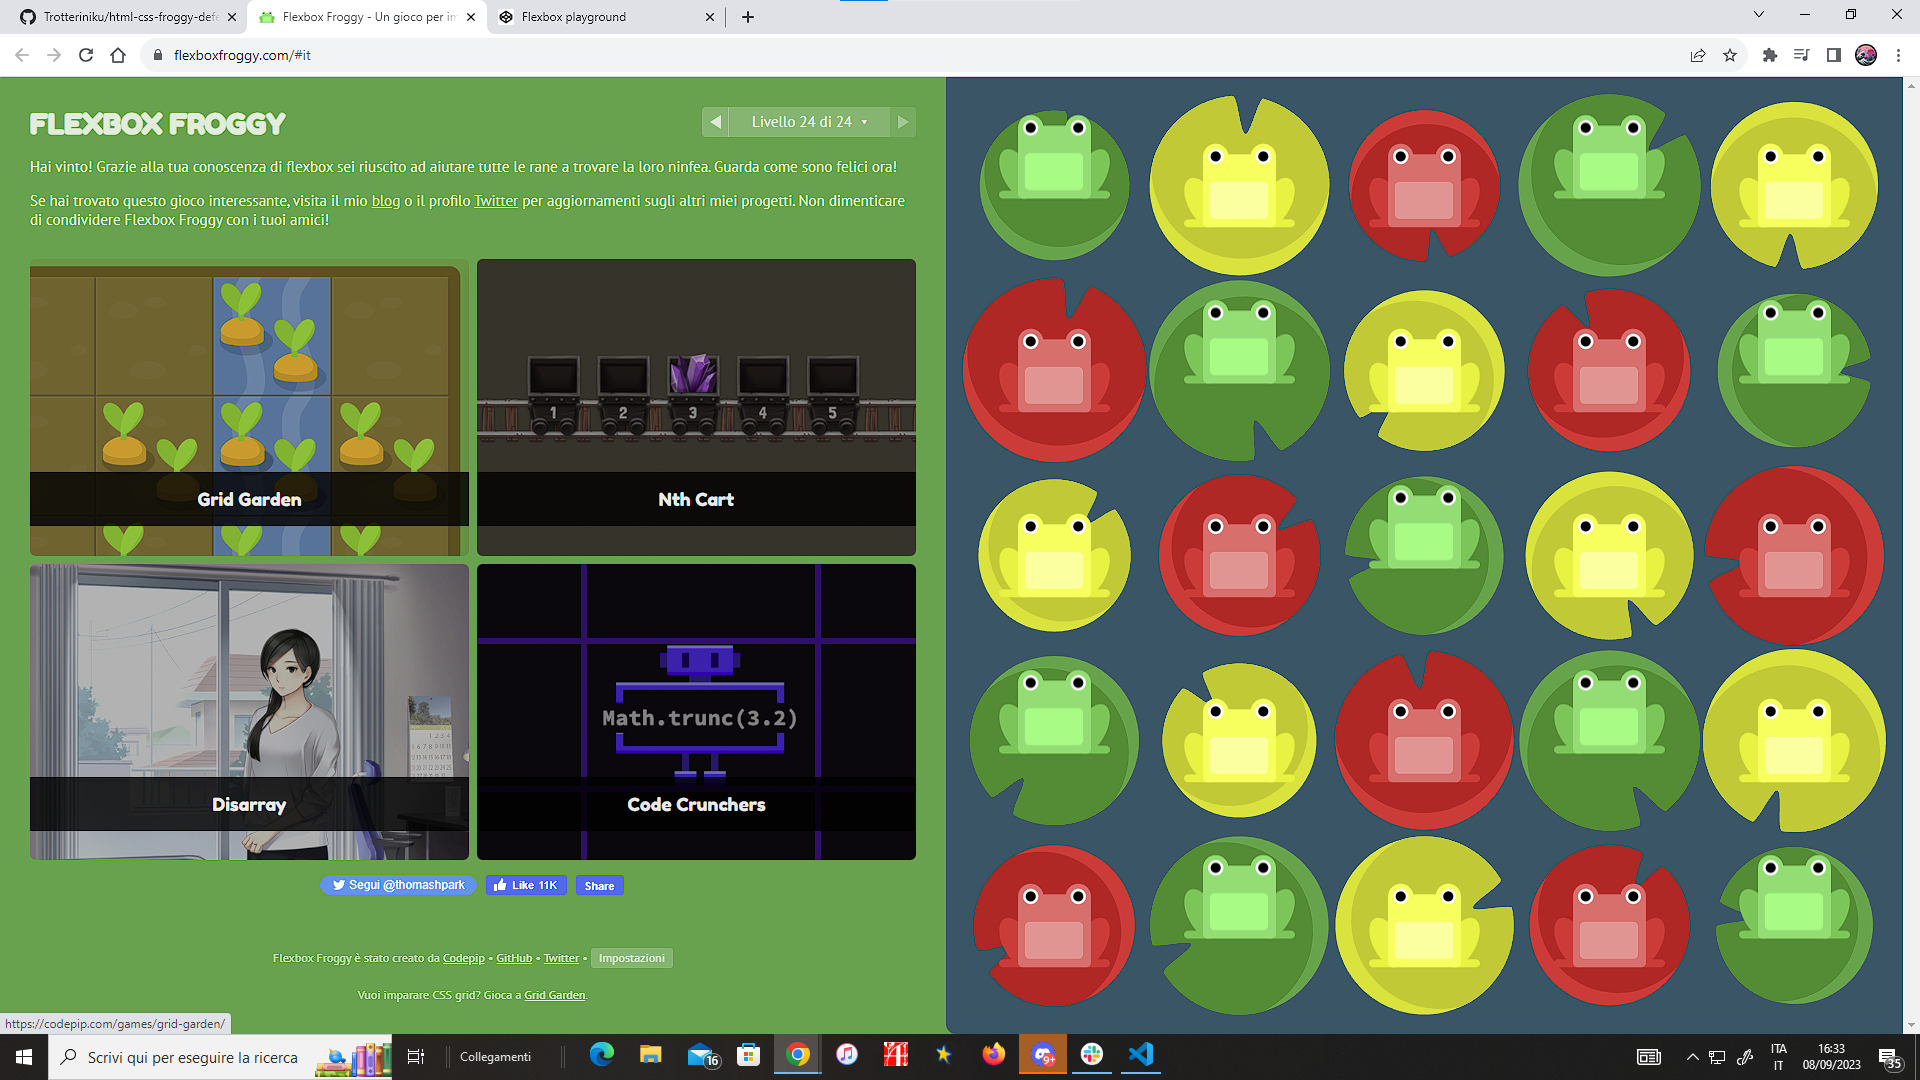 Trotteriniku/html-css-froggy-defe
Flexbox Froggy - Un gioco per im
Flexbox playground
flexboxfroggy.com/#it
FLEXBOX FROGGY
Livello 24 di 24
Hai vinto! Grazie alla tua conoscenza di flexbox sei riuscito ad aiutare tutte le rane a trovare la loro ninfea. Guarda come sono felici ora!
Se hai trovato questo gioco interessante, visita il mio blog o il profilo Twitter per aggiornamenti sugli altri miei progetti. Non dimenticare
di condividere Flexbox Froggy con i tuoi amici!
1 2 3 4 5
Grid Garden
Nth Cart
Math.trunc(3.2)
Disarray
Code Crunchers
Segui @thomashpark
Like 11K
Share
Flexbox Froggy è stato creato da Codepip • GitHub • Twitter • Impostazioni
Vuoi imparare CSS grid? Gioca a Grid Garden.
https://codepip.com/games/grid-garden/
Scrivi qui per eseguire la ricerca
Collegamenti
16
9+
ITA
IT
16:33
08/09/2023
35